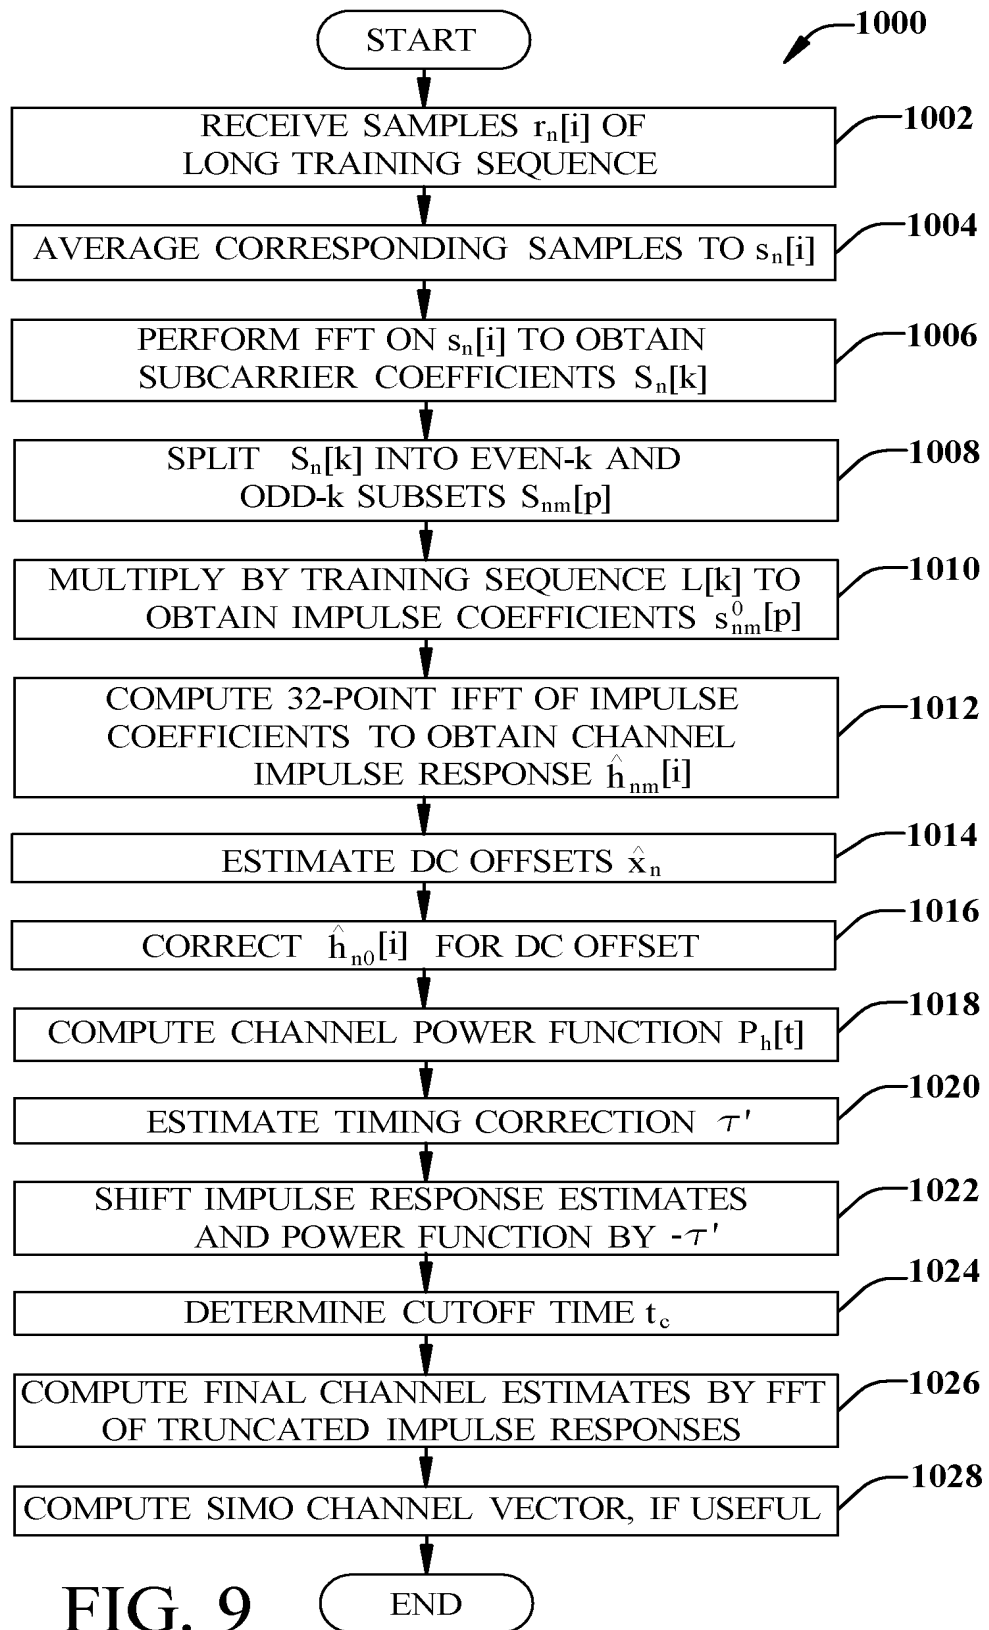 START
1000
RECEIVE SAMPLES rₙ[i] OF
LONG TRAINING SEQUENCE
1002
AVERAGE CORRESPONDING SAMPLES TO sₙ[i]
1004
PERFORM FFT ON sₙ[i] TO OBTAIN
SUBCARRIER COEFFICIENTS Sₙ[k]
1006
SPLIT Sₙ[k] INTO EVEN-k AND
ODD-k SUBSETS Sₙₘ[p]
1008
MULTIPLY BY TRAINING SEQUENCE L[k] TO
OBTAIN IMPULSE COEFFICIENTS s⁰ₙₘ[p]
1010
COMPUTE 32-POINT IFFT OF IMPULSE
COEFFICIENTS TO OBTAIN CHANNEL
IMPULSE RESPONSE ĥₙₘ[i]
1012
ESTIMATE DC OFFSETS x̂ₙ
1014
CORRECT ĥₙ₀[i] FOR DC OFFSET
1016
COMPUTE CHANNEL POWER FUNCTION Pₕ[t]
1018
ESTIMATE TIMING CORRECTION τ'
1020
SHIFT IMPULSE RESPONSE ESTIMATES
AND POWER FUNCTION BY -τ'
1022
DETERMINE CUTOFF TIME t_c
1024
COMPUTE FINAL CHANNEL ESTIMATES BY FFT
OF TRUNCATED IMPULSE RESPONSES
1026
COMPUTE SIMO CHANNEL VECTOR, IF USEFUL
1028
END
FIG. 9